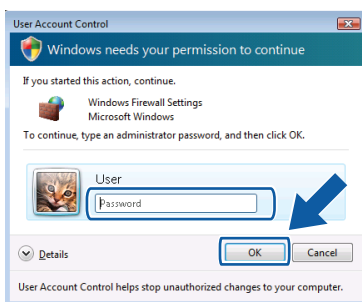 User Account Control
Windows needs your permission to continue
If you started this action, continue.
Windows Firewall Settings
Microsoft Windows
To continue, type an administrator password, and then click OK.
User
Password
Details
OK
Cancel
User Account Control helps stop unauthorized changes to your computer.